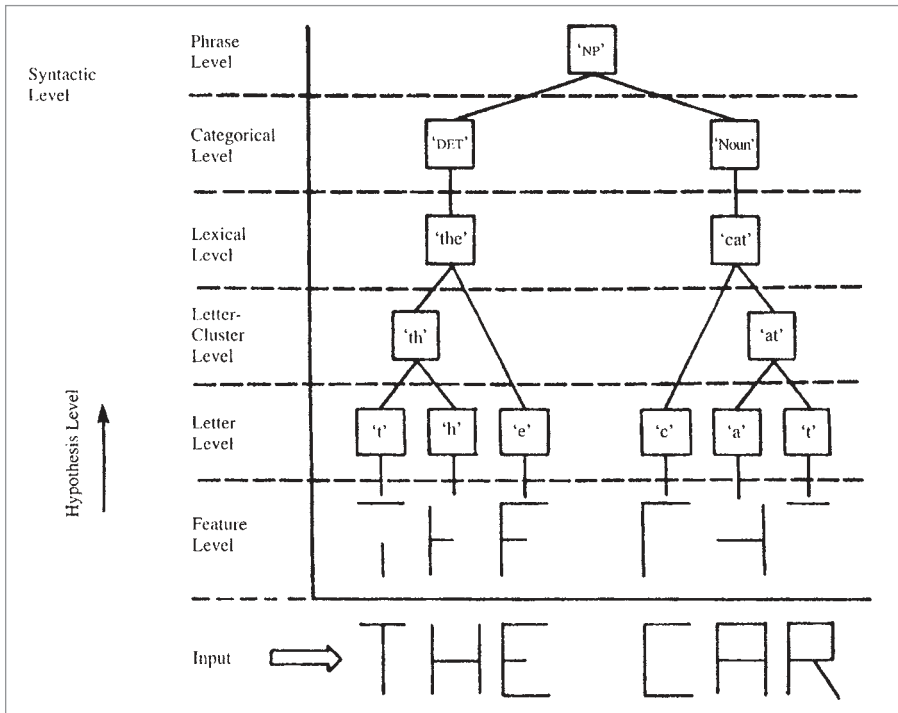 Phrase
Level
'NP'
Syntactic
Level
Categorical
Level
'DET' 'Noun'
Lexical
Level
'the' 'cat'
Letter-
Cluster
Level
'th' 'at'
Hypothesis Level
Letter
Level
't' 'h' 'e' 'c' 'a' 't'
Feature
Level
Input
THE CAR